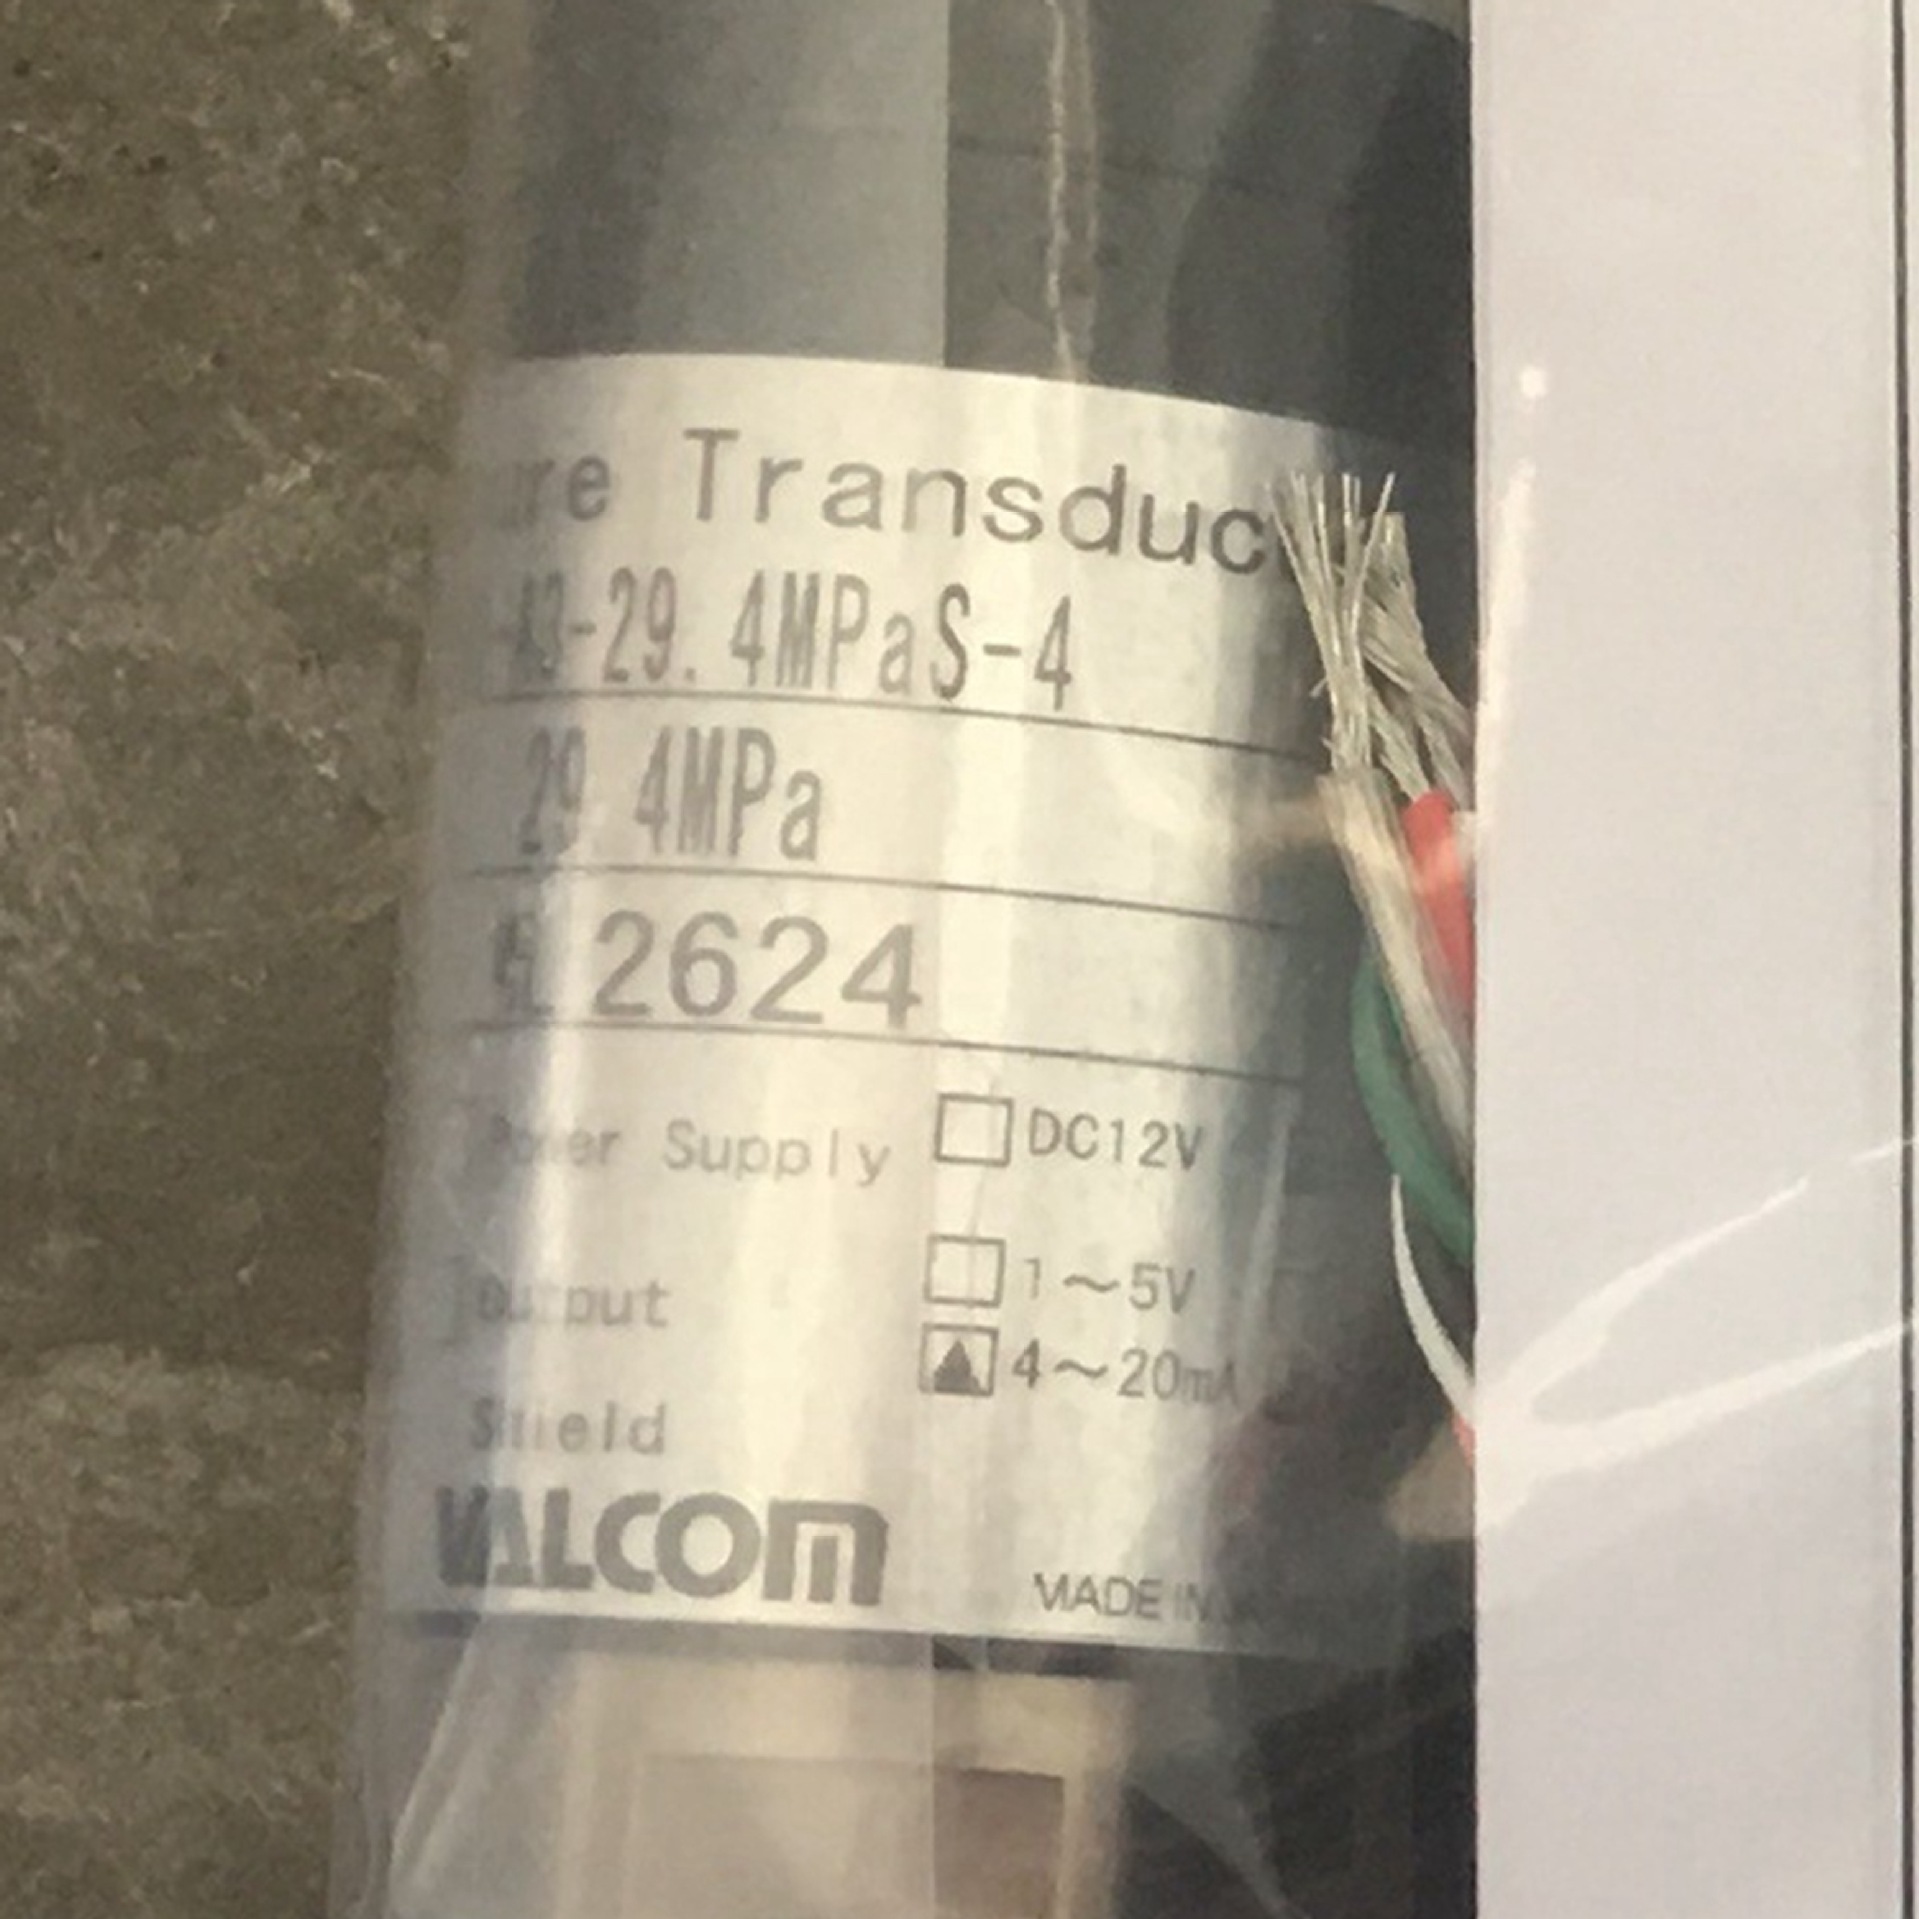 ure Transduc
-29.4MPaS-4
29.4MPa
2624
Power Supply □DC12V
□1～5V
Output
▲4～20mA
Shield
VALCOM
MADE IN